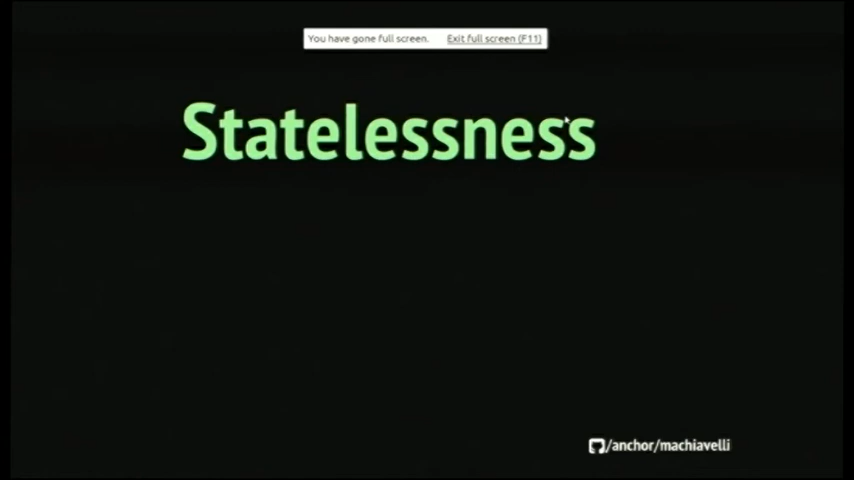 You have gone full screen. Exit full screen (F11)
Statelessness
/anchor/machiavelli